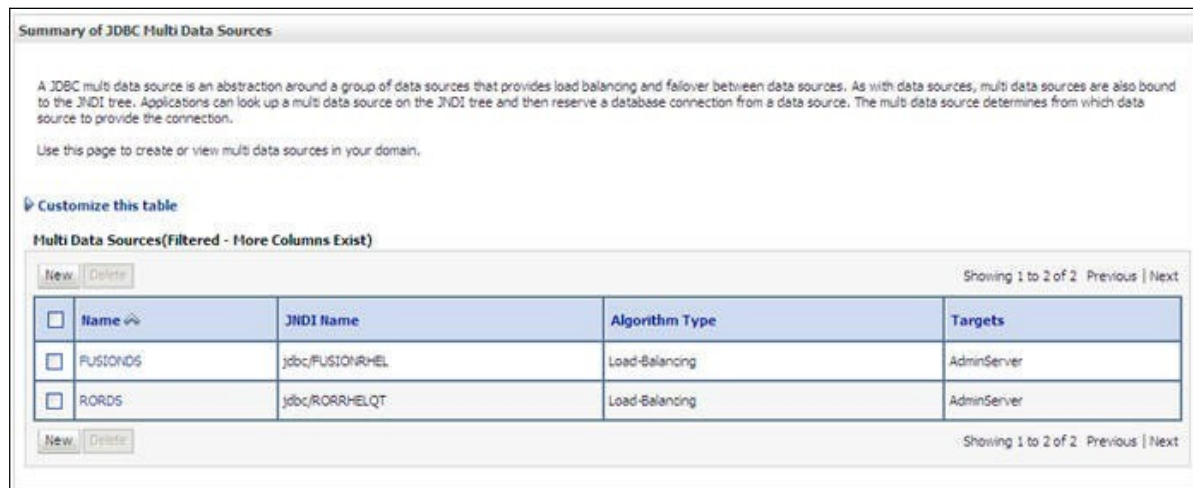 Summary of JDBC Multi Data Sources
A JDBC multi data source is an abstraction around a group of data sources that provides load balancing and failover between data sources. As with data sources, multi data sources are also bound
to the JNDI tree. Applications can look up a multi data source on the JNDI tree and then reserve a database connection from a data source. The multi data source determines from which data
source to provide the connection.
Use this page to create or view multi data sources in your domain.
Customize this table
Multi Data Sources(Filtered - More Columns Exist)
New Delete Showing 1 to 2 of 2 Previous | Next
Name JNDI Name Algorithm Type Targets
FUSIONDS jdbc/FUSIONRHEL Load-Balancing AdminServer
RORDS jdbc/RORRHELQT Load-Balancing AdminServer
New Delete Showing 1 to 2 of 2 Previous | Next